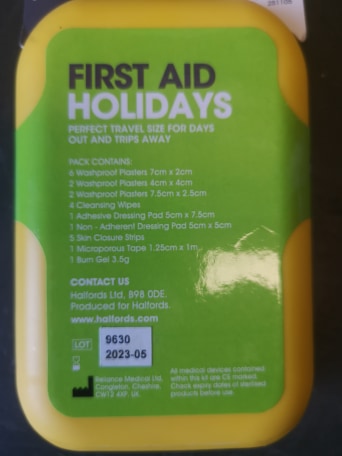 FIRST AID
HOLIDAYS
PERFECT TRAVEL SIZE FOR DAYS
OUT AND TRIPS AWAY
PACK CONTAINS:
6 Washproof Plasters 7cm x 2cm
2 Washproof Plasters 4cm x 4cm
2 Washproof Plasters 7.5cm x 2.5cm
4 Cleansing Wipes
1 Adhesive Dressing Pad 5cm x 7.5cm
1 Non - Adherent Dressing Pad 5cm x 5cm
5 Skin Closure Strips
1 Microporous Tape 1.25cm x 1m
1 Burn Gel 3.5g
CONTACT US
Halfords Ltd, B98 0DE.
Produced for Halfords.
www.halfords.com
LOT
9630
2023-05
Reliance Medical Ltd,
Congleton, Cheshire,
CW12 4XF, UK
All medical devices contained
within this kit are CE marked.
Check expiry dates of sterilised
products before use.